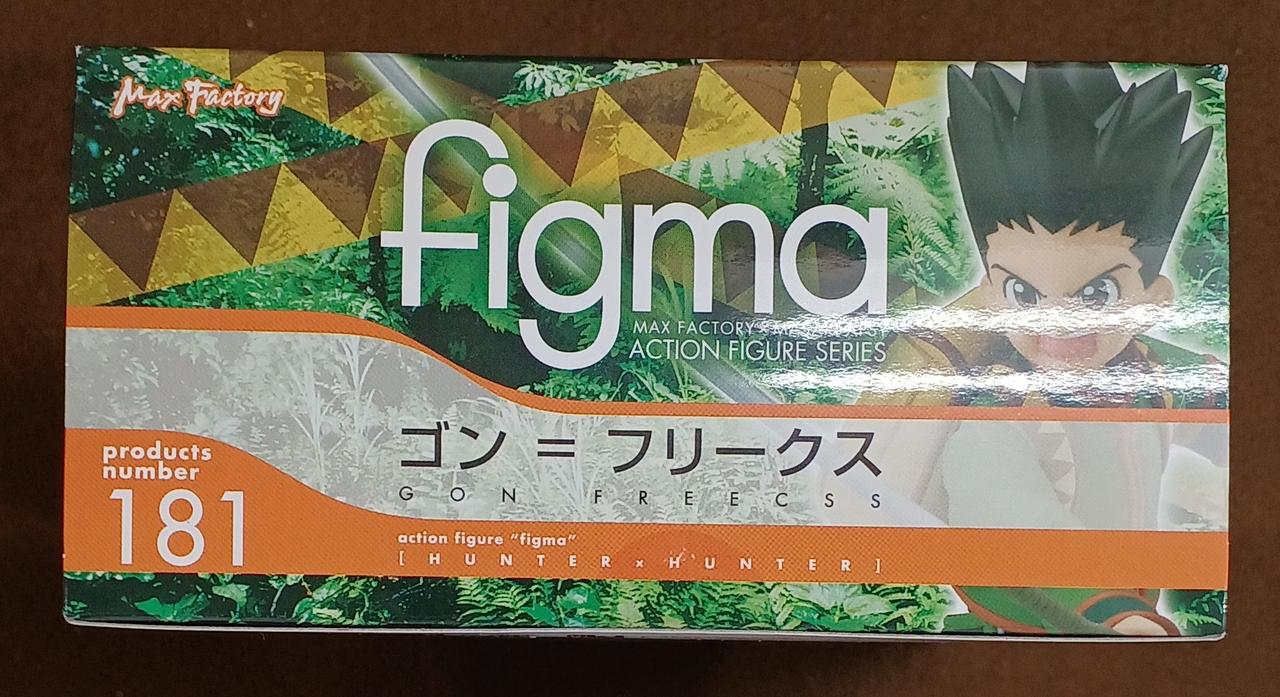 Max Factory
figma
MAX FACTORY
ACTION FIGURE SERIES
ゴン=フリークス
GON FREECSS
products
number
181
action figure “figma”
[HUNTER×HUNTER]